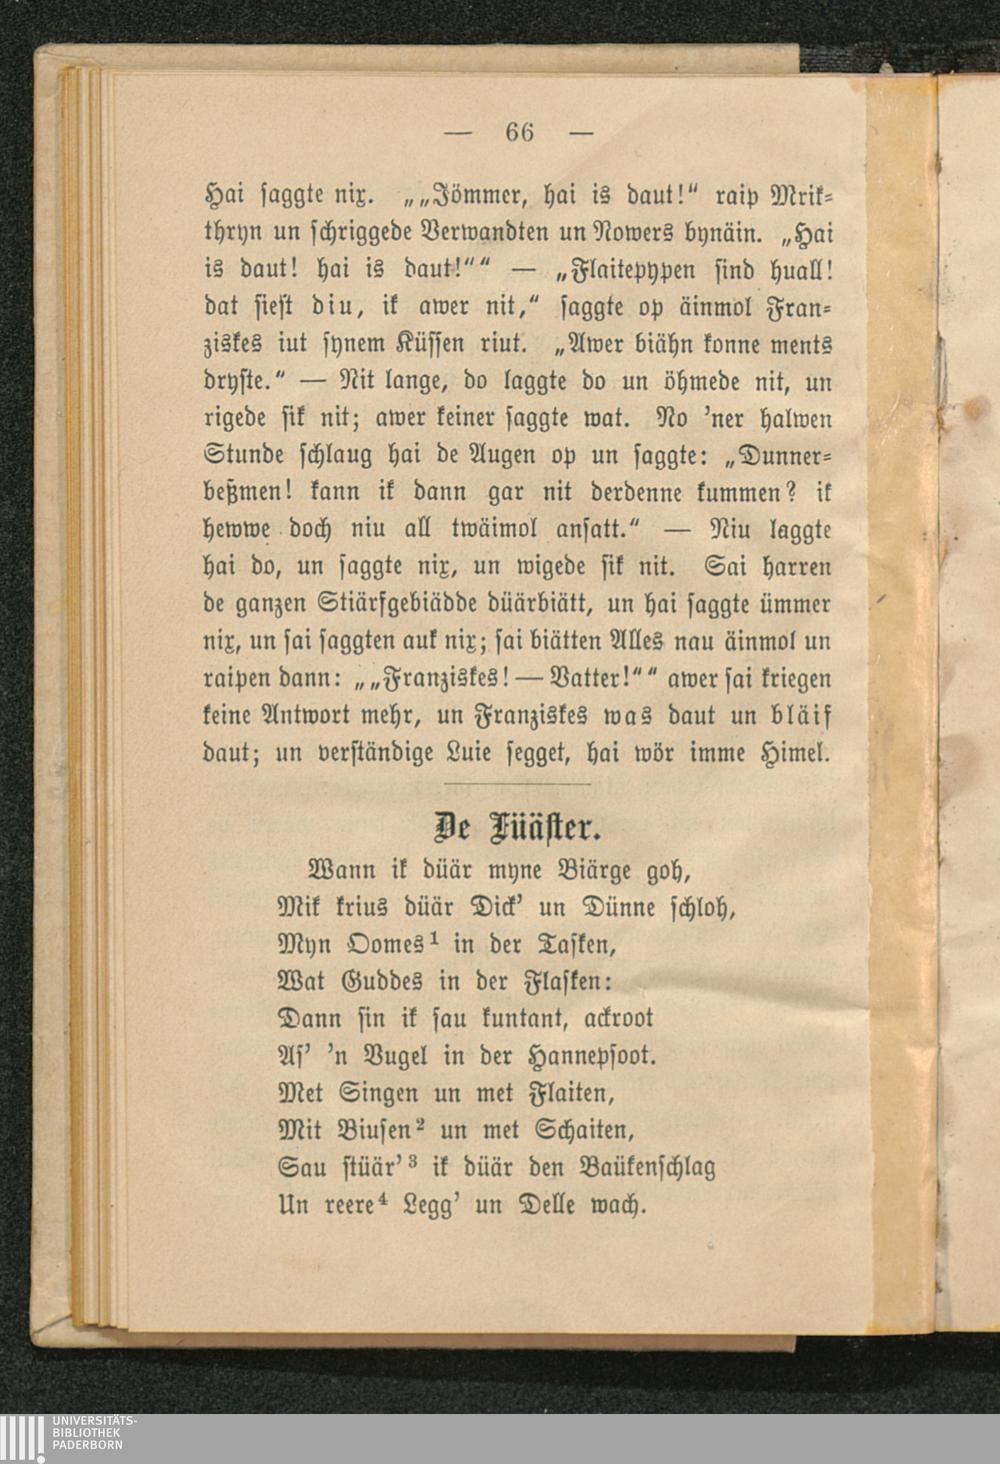 — 66 —
Hai saggte nix. „„Jömmer, hai is daut!“ raip Mrik=
thryn un schriggede Verwandten un Nowers bynäin. „Hai
is daut! hai is daut!““ — „Flaitepypen sind huall!
dat siest diu, ik awer nit,“ saggte op äinmol Fran=
ziskes iut synem Küssen riut. „Awer biähn konne ments
dryste.“ — Nit lange, do laggte do un öhmede nit, un
rigede sik nit; awer keiner saggte wat. No 'ner halwen
Stunde schlaug hai de Augen op un saggte: „Dunner=
beßmen! kann ik dann gar nit derdenne kummen? ik
hewwe doch niu all twäimol ansatt.“ — Niu laggte
hai do, un saggte nix, un wigede sik nit. Sai harren
de ganzen Stiärfgebiädde düärbiätt, un hai saggte ümmer
nix, un sai saggten auk nix; sai biätten Alles nau äinmol un
raipen dann: „„Franziskes! — Vatter!““ awer sai kriegen
keine Antwort mehr, un Franziskes was daut un bläif
daut; un verständige Luie segget, hai wör imme Himel.
De Füäster.
Wann ik düär myne Biärge goh,
Mik krius düär Dick' un Dünne schloh,
Myn Oomes¹ in der Tasken,
Wat Guddes in der Flasken:
Dann sin ik sau kuntant, ackroot
As' 'n Vugel in der Hannepsoot.
Met Singen un met Flaiten,
Mit Biusen² un met Schaiten,
Sau stüär'³ ik düär den Baükenschlag
Un reere⁴ Legg' un Delle wach.
UNIVERSITÄTS-
BIBLIOTHEK
PADERBORN